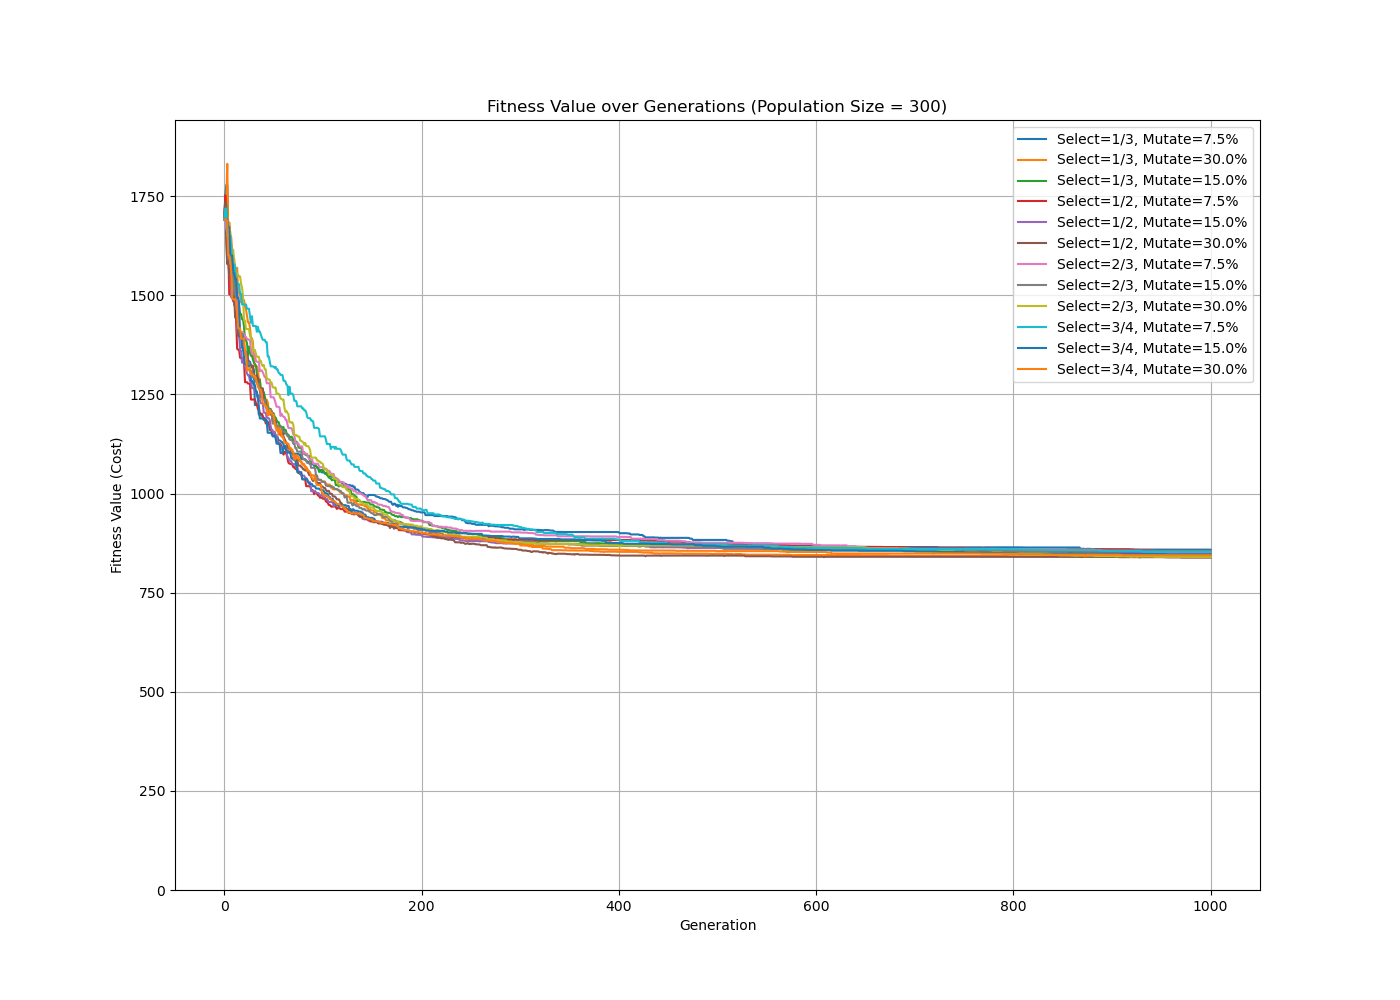 Fitness Value over Generations (Population Size = 300)
Select=1/3, Mutate=7.5%
Select=1/3, Mutate=30.0%
Select=1/3, Mutate=15.0%
Select=1/2, Mutate=7.5%
Select=1/2, Mutate=15.0%
Select=1/2, Mutate=30.0%
Select=2/3, Mutate=7.5%
Select=2/3, Mutate=15.0%
Select=2/3, Mutate=30.0%
Select=3/4, Mutate=7.5%
Select=3/4, Mutate=15.0%
Select=3/4, Mutate=30.0%
Fitness Value (Cost)
1750
1500
1250
1000
750
500
250
0
0 200 400 600 800 1000
Generation